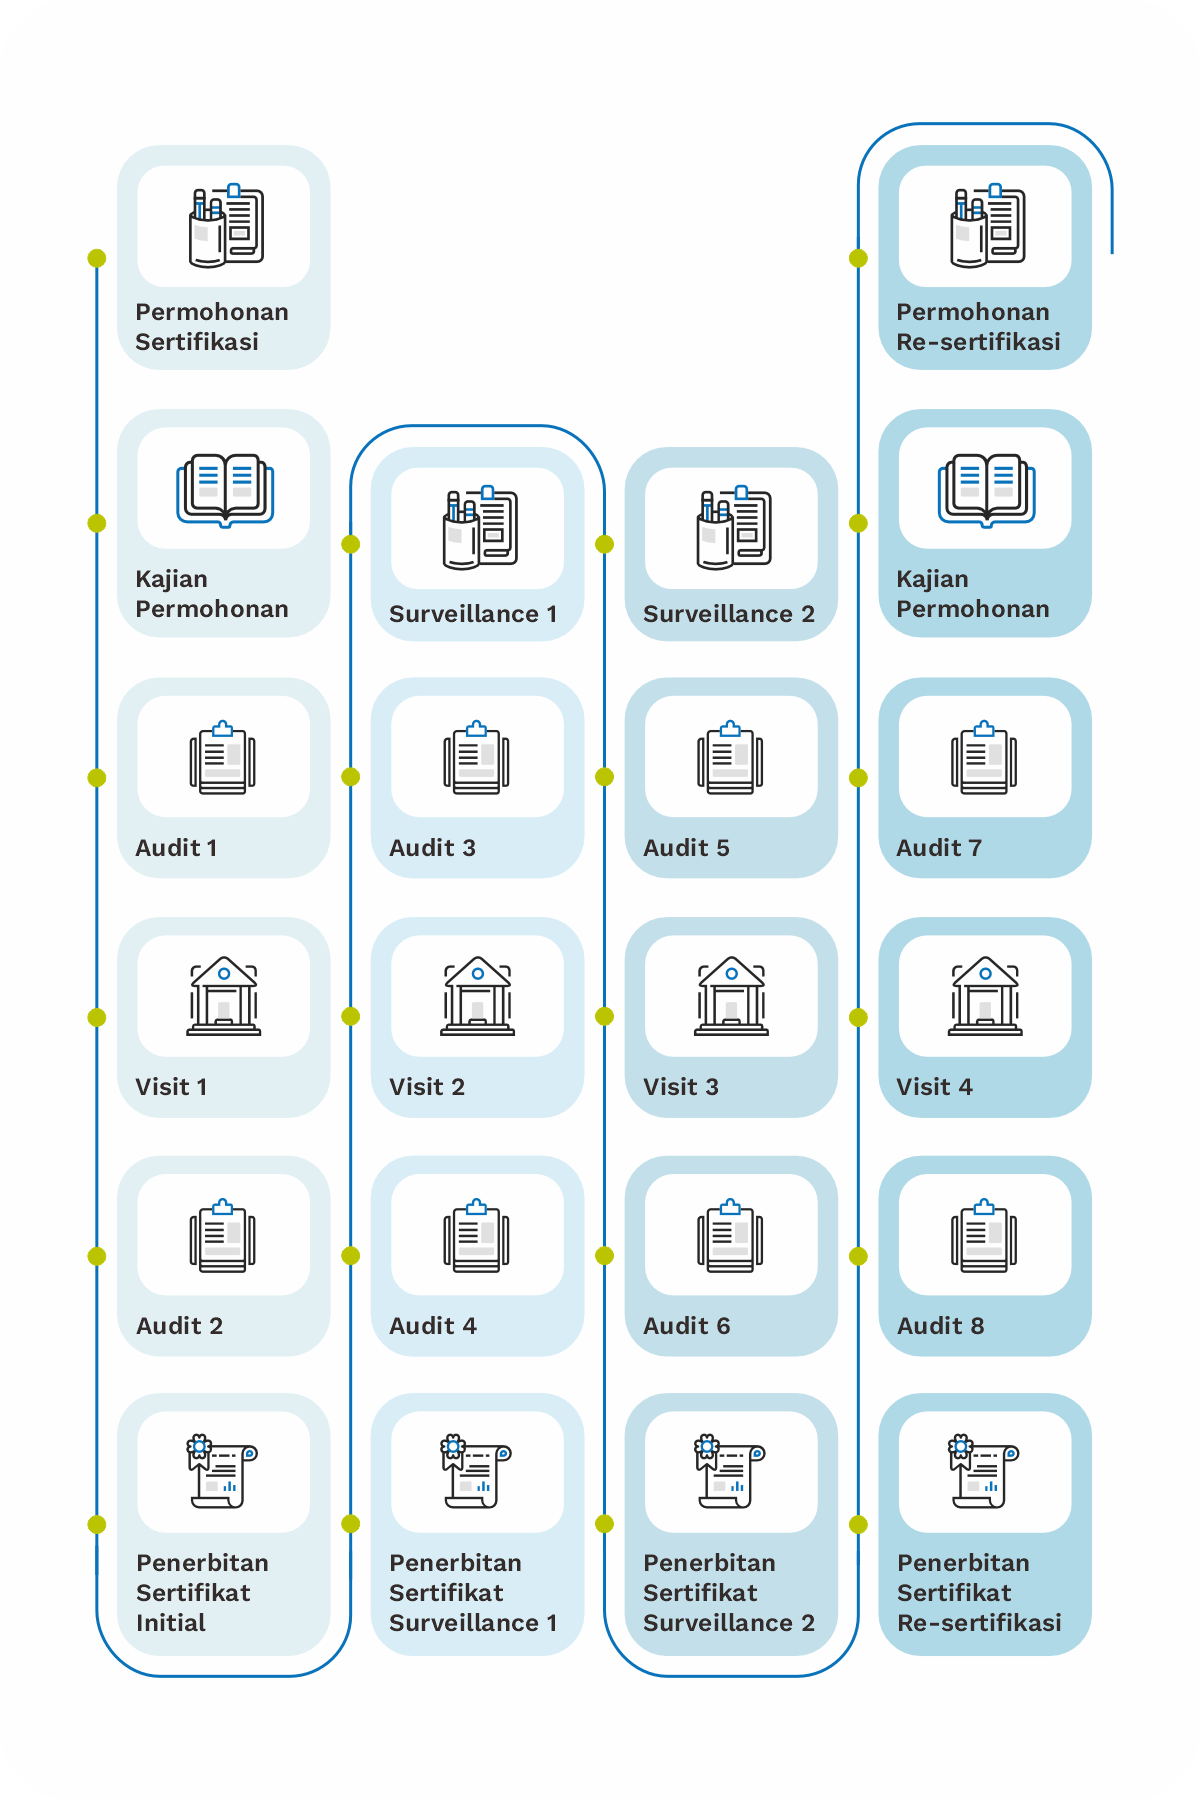 Permohonan
Sertifikasi
Kajian
Permohonan
Audit 1
Visit 1
Audit 2
Penerbitan
Sertifikat
Initial
Surveillance 1
Audit 3
Visit 2
Audit 4
Penerbitan
Sertifikat
Surveillance 1
Surveillance 2
Audit 5
Visit 3
Audit 6
Penerbitan
Sertifikat
Surveillance 2
Permohonan
Re-sertifikasi
Kajian
Permohonan
Audit 7
Visit 4
Audit 8
Penerbitan
Sertifikat
Re-sertifikasi